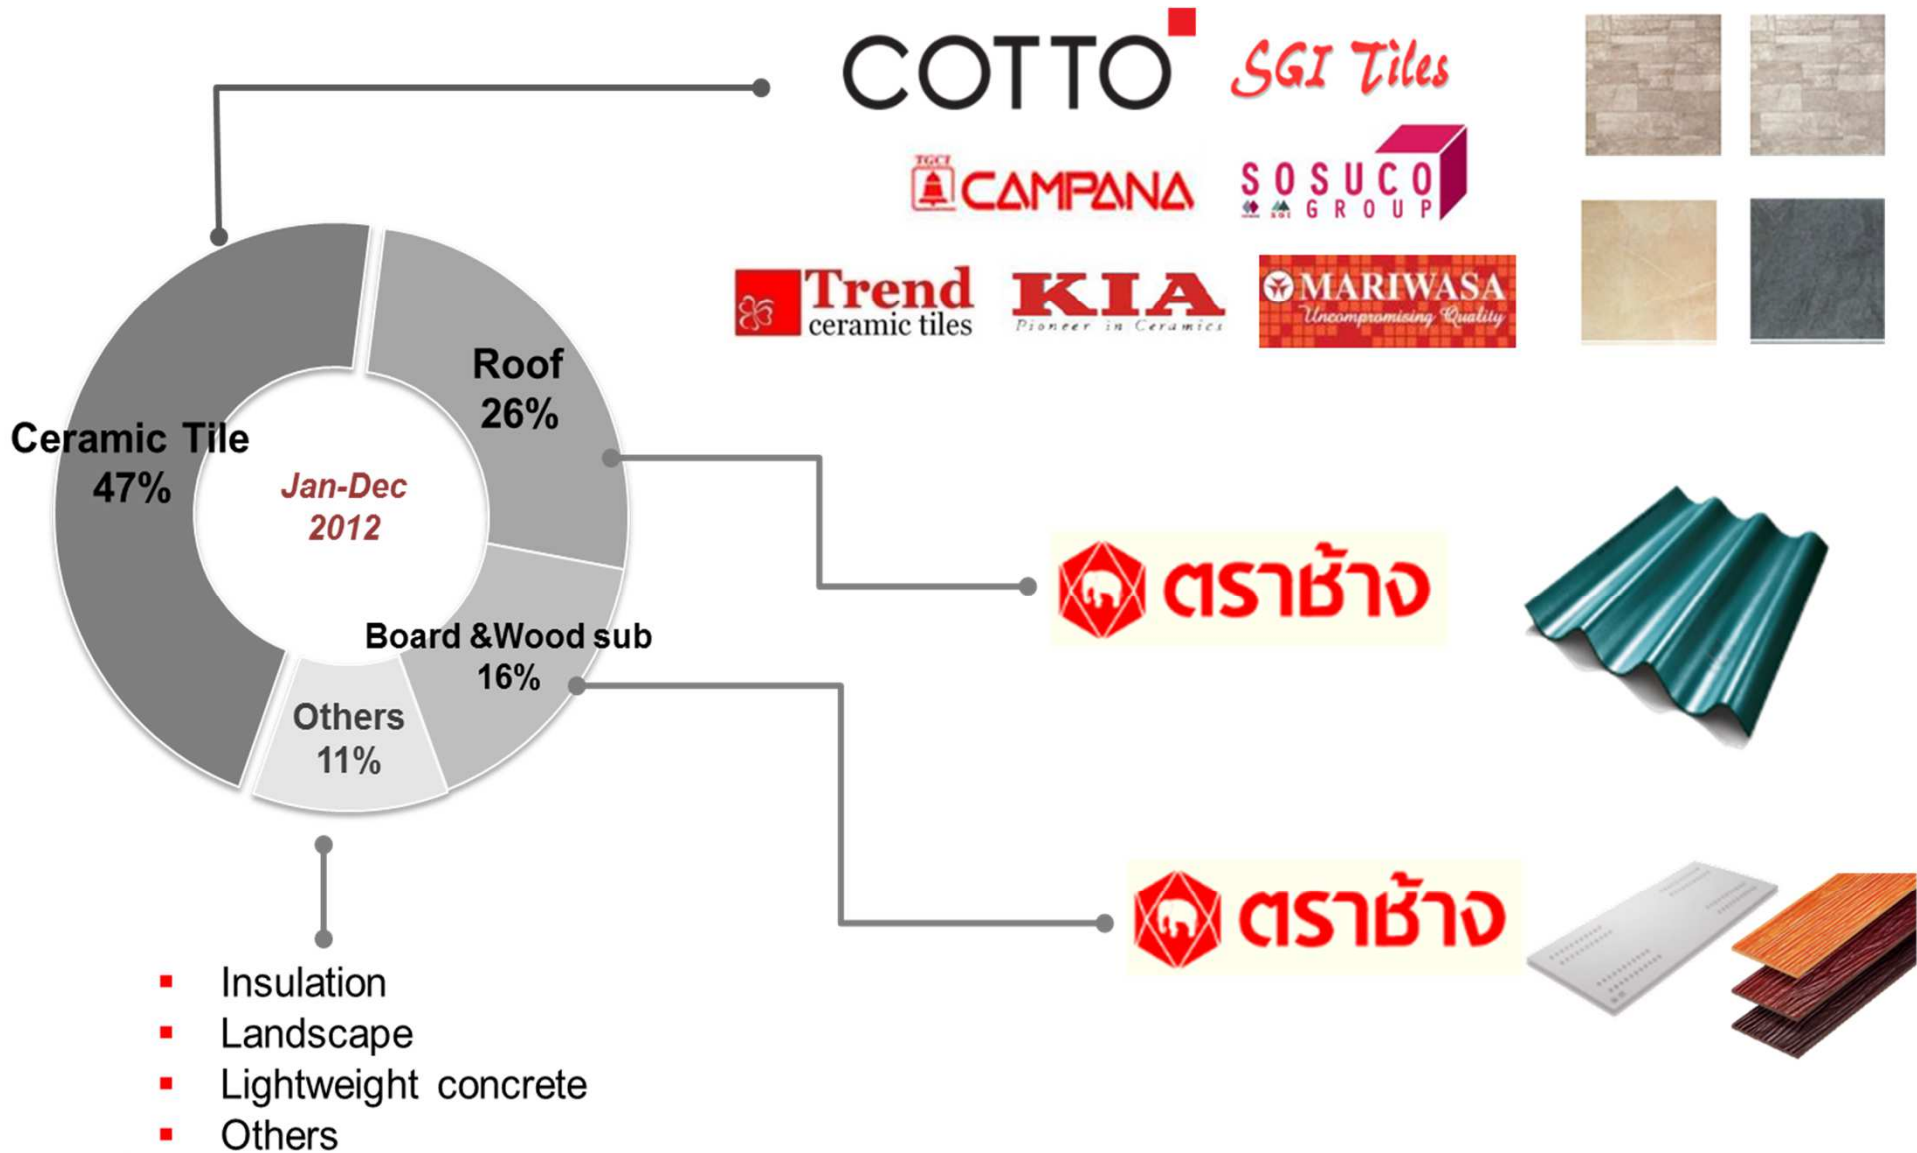 COTTO
SGI Tiles
TGCI
CAMPANA
SOSUCO
SGI GROUP
Trend
ceramic tiles
KIA
Pioneer in Ceramics
MARIWASA
Uncompromising Quality
Roof
26%
Ceramic Tile
47%
Jan-Dec
2012
ตราช้าง
Board &Wood sub
16%
Others
11%
ตราช้าง
Insulation
Landscape
Lightweight concrete
Others